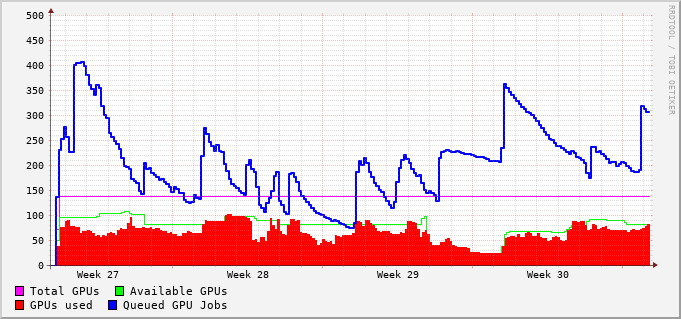 500
450
400
350
300
250
200
150
100
50
0
Week 27 Week 28 Week 29 Week 30
Total GPUs Available GPUs
GPUs used Queued GPU Jobs
RRDTOOL / TOBI OETIKER